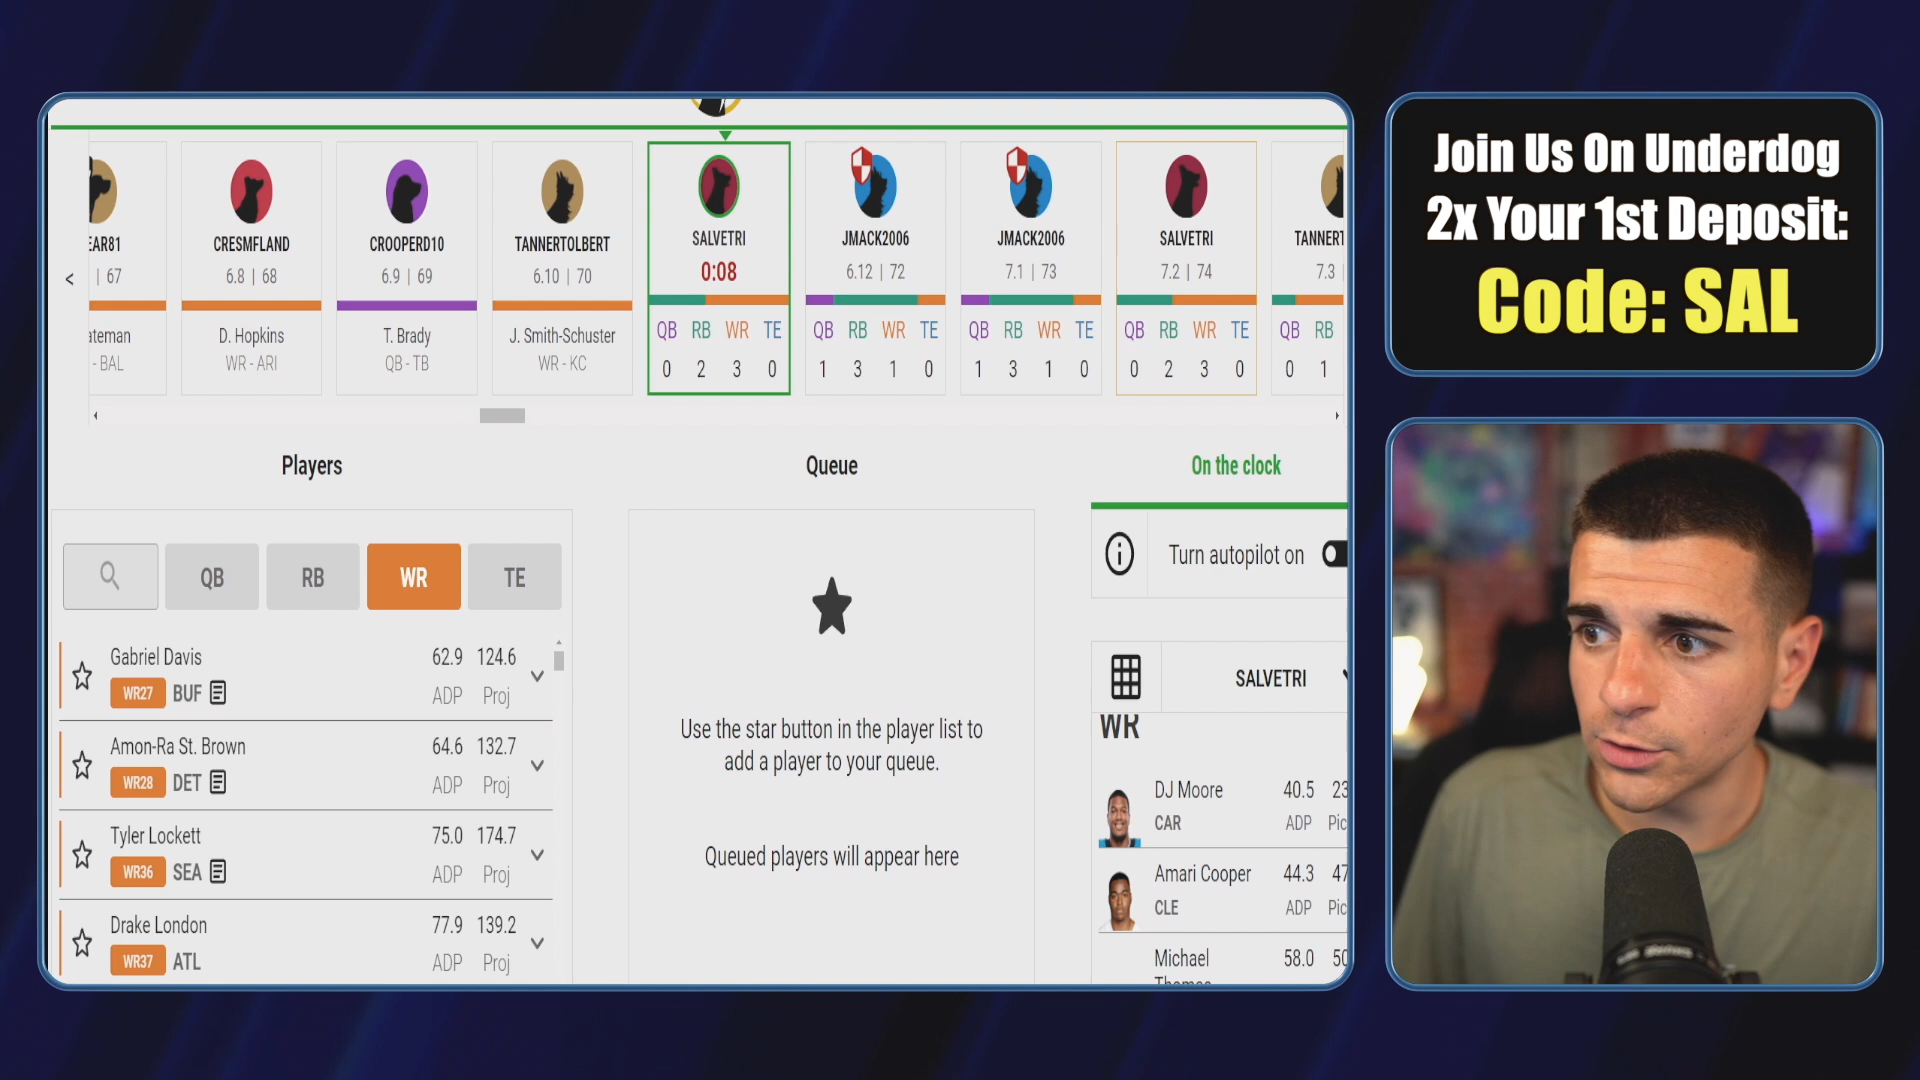 Join Us On Underdog
2x Your 1st Deposit:
Code: SAL
EAR81
| 67
- BAL
CRESMFLAND
6.8 | 68
D. Hopkins
WR - ARI
CROOPERD10
6.9 | 69
T. Brady
QB - TB
TANNERTOLBERT
6.10 | 70
J. Smith-Schuster
WR - KC
SALVETRI
0:08
QB RB WR TE
0 2 3 0
JMACK2006
6.12 | 72
QB RB WR TE
1 3 1 0
JMACK2006
7.1 | 73
QB RB WR TE
1 3 1 0
SALVETRI
7.2 | 74
QB RB WR TE
0 2 3 0
TANNERT
7.3 |
QB RB
0 1
Players
Queue
On the clock
QB RB WR TE
Gabriel Davis 62.9 124.6
WR27 BUF ADP Proj
Amon-Ra St. Brown 64.6 132.7
WR28 DET ADP Proj
Tyler Lockett 75.0 174.7
WR36 SEA ADP Proj
Drake London 77.9 139.2
WR37 ATL ADP Proj
Use the star button in the player list to
add a player to your queue.
Queued players will appear here
Turn autopilot on
SALVETRI
WR
DJ Moore 40.5 23
CAR ADP Pic
Amari Cooper 44.3 47
CLE ADP Pic
Michael 58.0 50